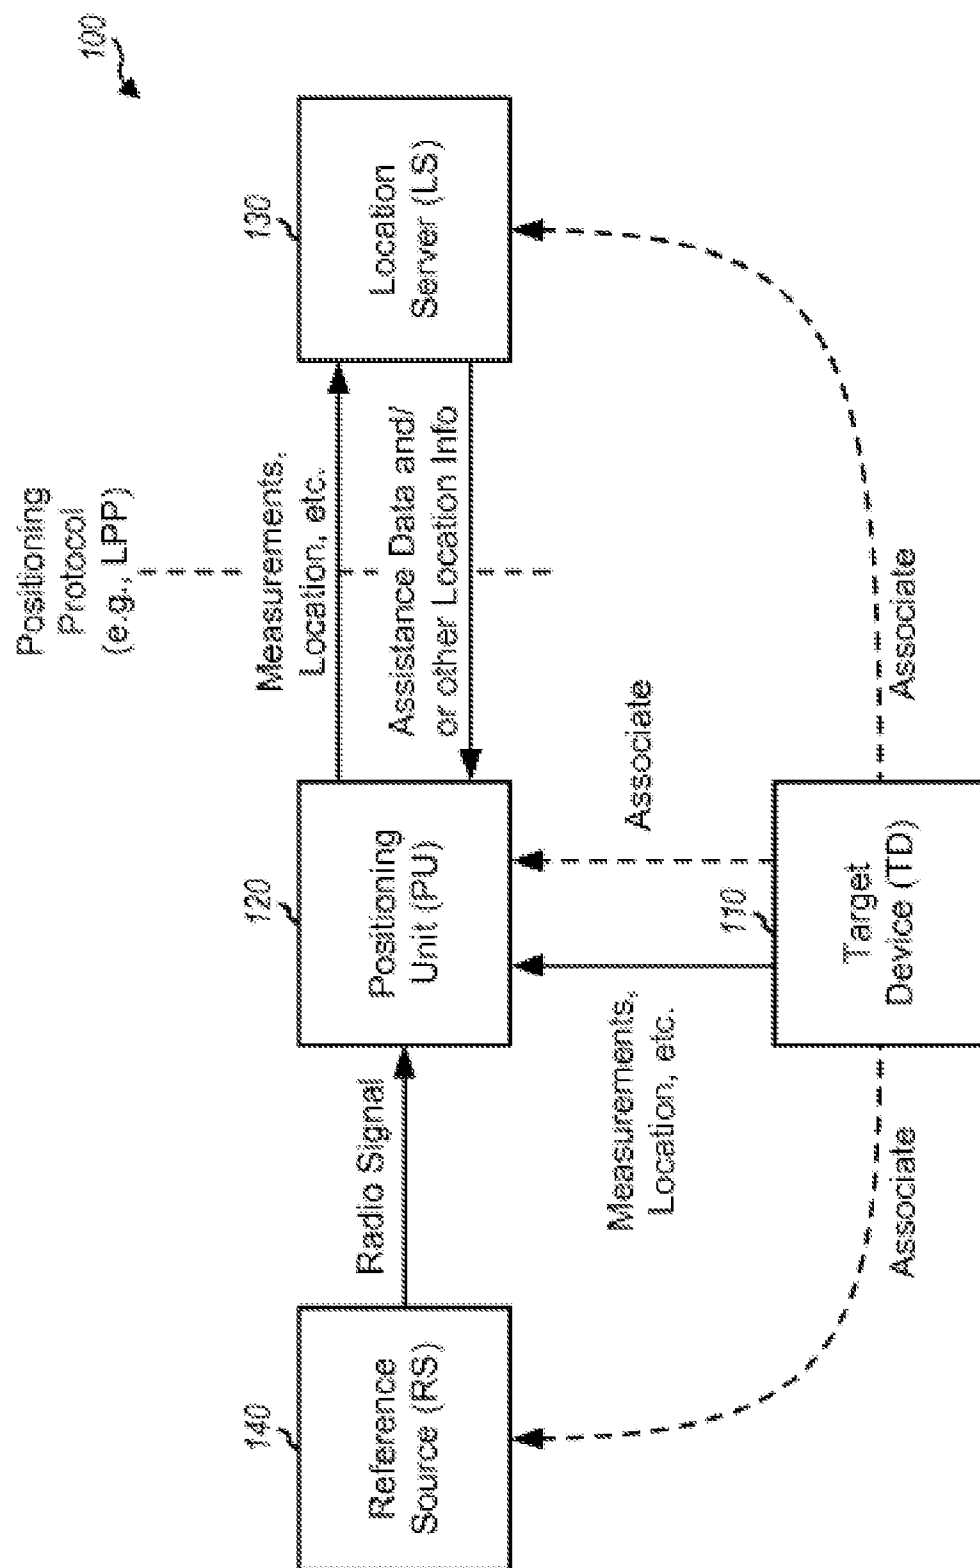 100
Positioning
Protocol
(e.g., LPP)
140
Reference
Source (RS)
Radio Signal
120
Positioning
Unit (PU)
Measurements,
Location, etc.
Assistance Data and/
or other Location Info
130
Location
Server (LS)
Measurements,
Location, etc.
Associate
110
Target
Device (TD)
Associate
Associate